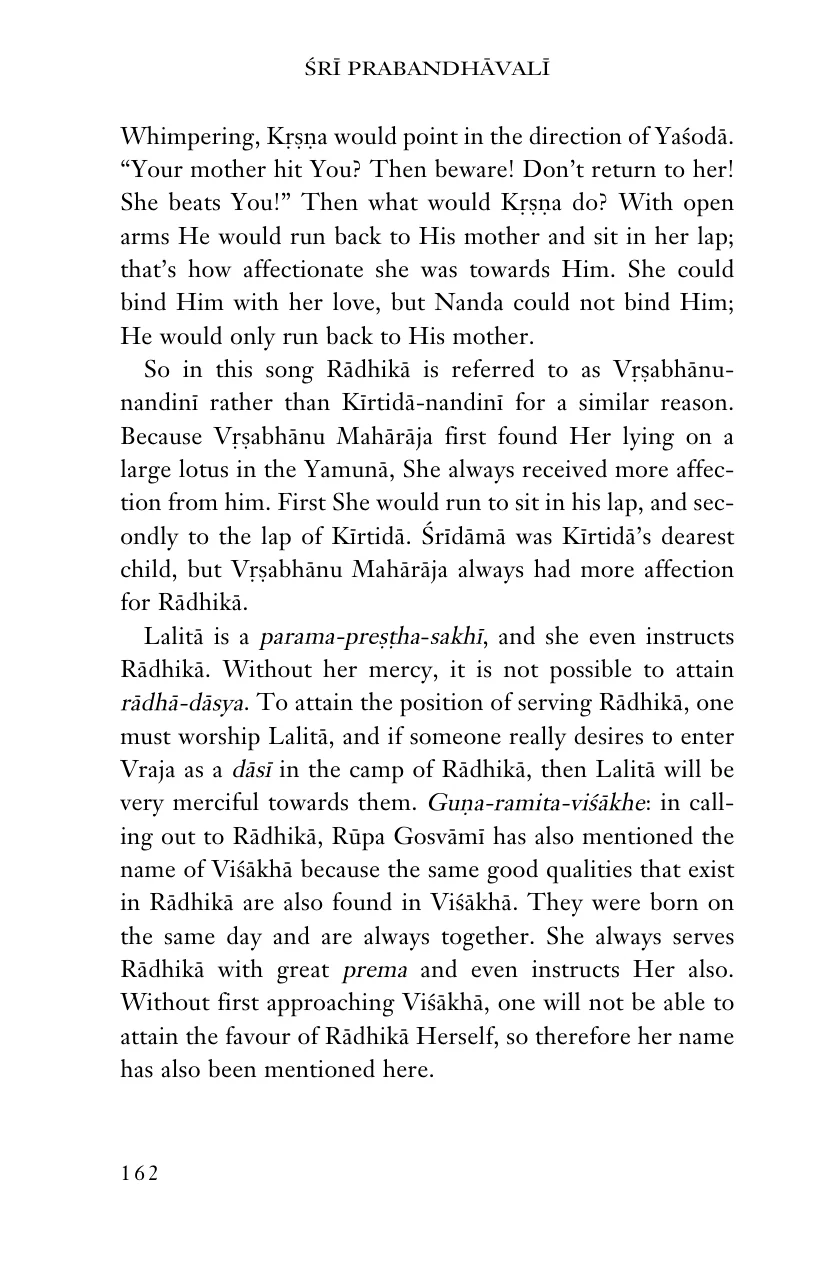 ŚRĪ PRABANDHĀVALĪ
Whimpering, Kṛṣṇa would point in the direction of Yaśodā.
“Your mother hit You? Then beware! Don’t return to her!
She beats You!” Then what would Kṛṣṇa do? With open
arms He would run back to His mother and sit in her lap;
that’s how affectionate she was towards Him. She could
bind Him with her love, but Nanda could not bind Him;
He would only run back to His mother.
So in this song Rādhikā is referred to as Vṛṣabhānu-
nandinī rather than Kīrtidā-nandinī for a similar reason.
Because Vṛṣabhānu Mahārāja first found Her lying on a
large lotus in the Yamunā, She always received more affec-
tion from him. First She would run to sit in his lap, and sec-
ondly to the lap of Kīrtidā. Śrīdāmā was Kīrtidā’s dearest
child, but Vṛṣabhānu Mahārāja always had more affection
for Rādhikā.
Lalitā is a parama-preṣṭha-sakhī, and she even instructs
Rādhikā. Without her mercy, it is not possible to attain
rādhā-dāsya. To attain the position of serving Rādhikā, one
must worship Lalitā, and if someone really desires to enter
Vraja as a dāsī in the camp of Rādhikā, then Lalitā will be
very merciful towards them. Guṇa-ramita-viśākhe: in call-
ing out to Rādhikā, Rūpa Gosvāmī has also mentioned the
name of Viśākhā because the same good qualities that exist
in Rādhikā are also found in Viśākhā. They were born on
the same day and are always together. She always serves
Rādhikā with great prema and even instructs Her also.
Without first approaching Viśākhā, one will not be able to
attain the favour of Rādhikā Herself, so therefore her name
has also been mentioned here.
162